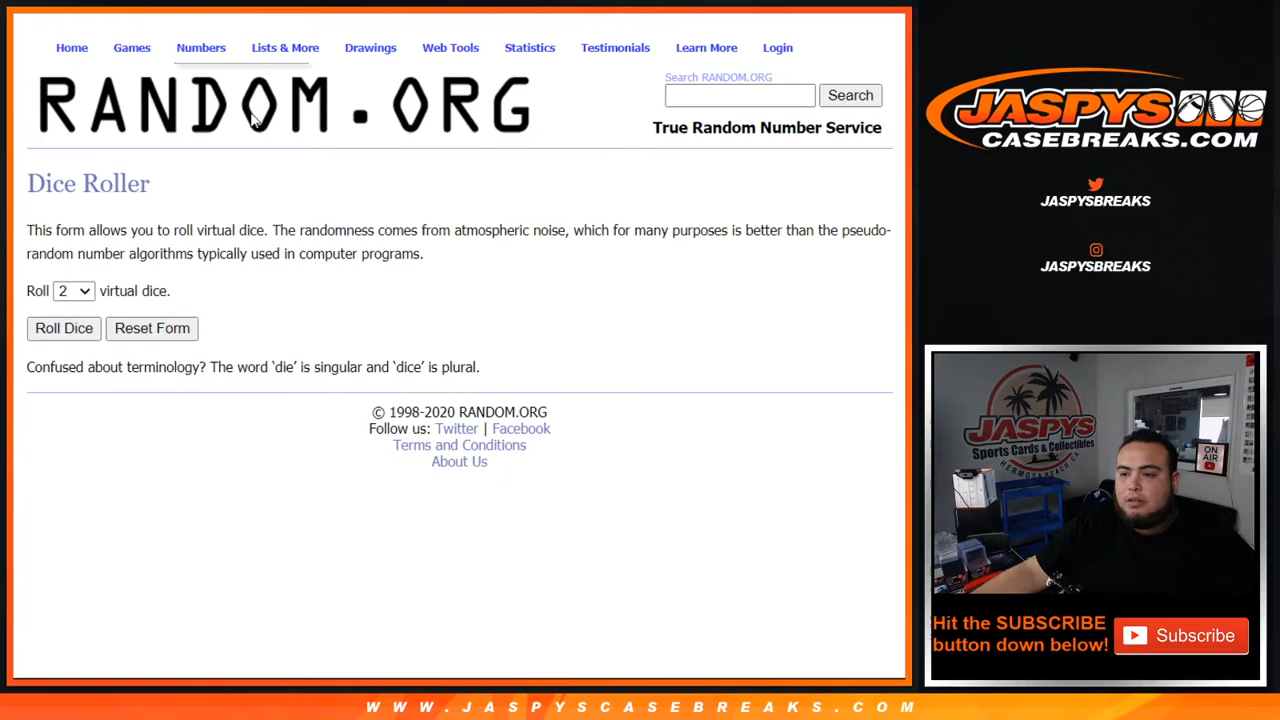 Home Games Numbers Lists & More Drawings Web Tools Statistics Testimonials Learn More Login
RANDOM.ORG
Search RANDOM.ORG
Search
True Random Number Service
Dice Roller
This form allows you to roll virtual dice. The randomness comes from atmospheric noise, which for many purposes is better than the pseudo-
random number algorithms typically used in computer programs.
Roll 2 virtual dice.
Roll Dice Reset Form
Confused about terminology? The word ‘die’ is singular and ‘dice’ is plural.
© 1998-2020 RANDOM.ORG
Follow us: Twitter | Facebook
Terms and Conditions
About Us
JASPYS
CASEBREAKS.COM
JASPYSBREAKS
JASPYSBREAKS
JASPYS
Sports Cards & Collectibles
HERMOSA BEACH, CA
ON
AIR
Hit the SUBSCRIBE
button down below!
Subscribe
WWW.JASPYSCASEBREAKS.COM